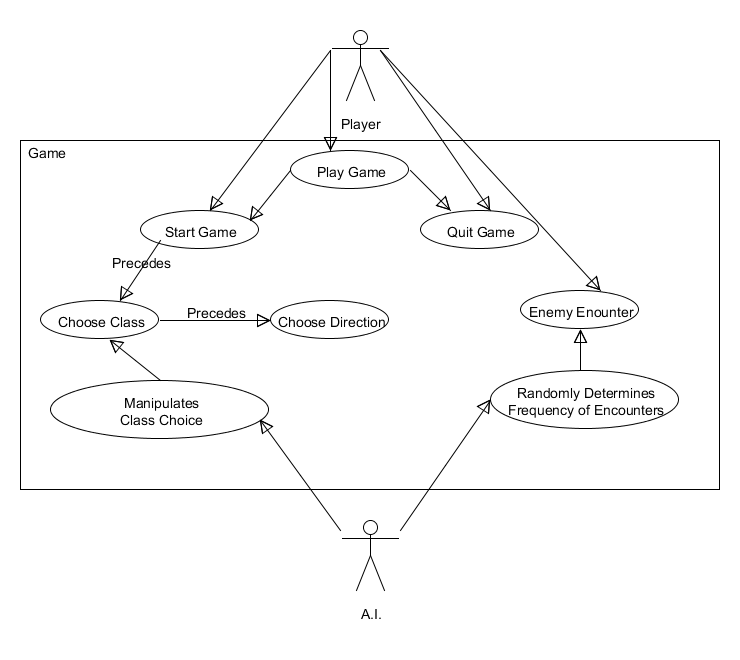 Player
Game
Play Game
Start Game
Quit Game
Precedes
Choose Class
Precedes
Choose Direction
Enemy Enounter
Manipulates
Class Choice
Randomly Determines
Frequency of Encounters
A.I.